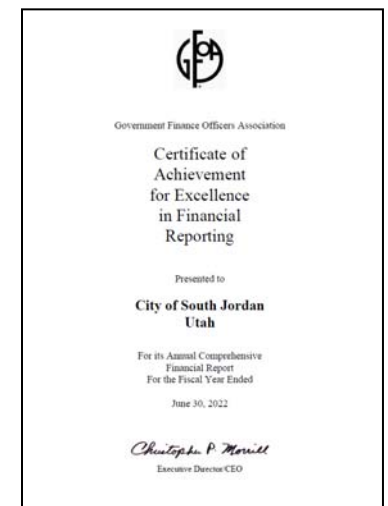 GFOA
Government Finance Officers Association
Certificate of
Achievement
for Excellence
in Financial
Reporting
Presented to
City of South Jordan
Utah
For its Annual Comprehensive
Financial Report
For the Fiscal Year Ended
June 30, 2022
Christopher P. Morrill
Executive Director/CEO